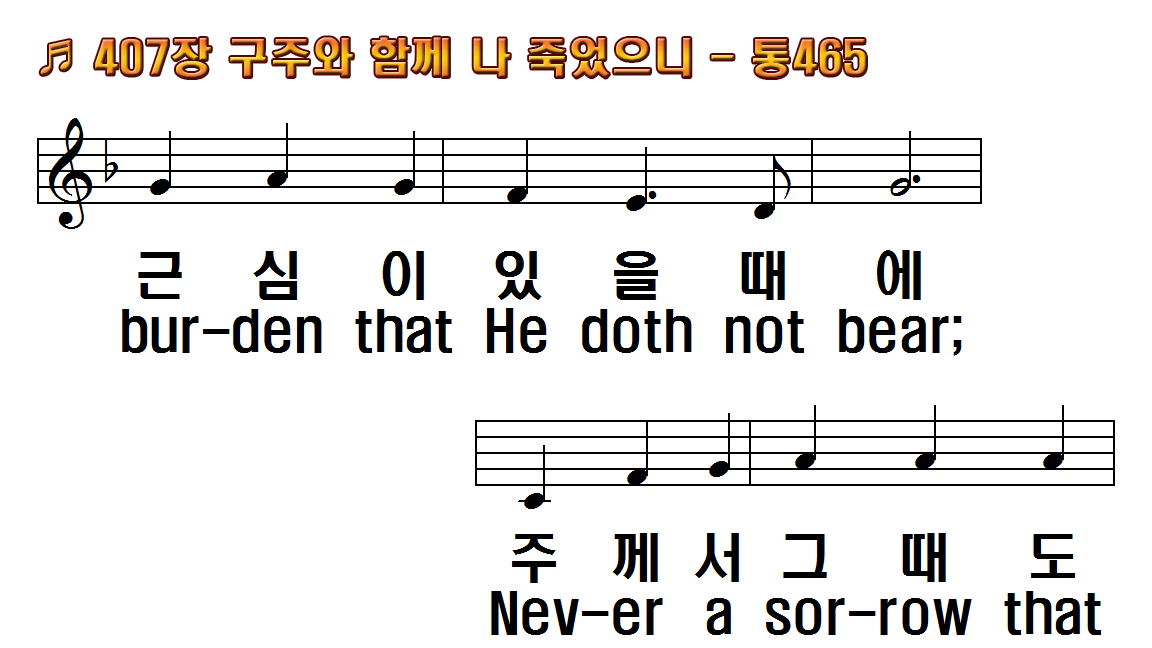 ♬ 407장 구주와 함께 나 죽었으니 - 통465
근 심 이 있 을 때 에
bur-den that He doth not bear;
주 께 서 그 때 도
Nev-er a sor-row that